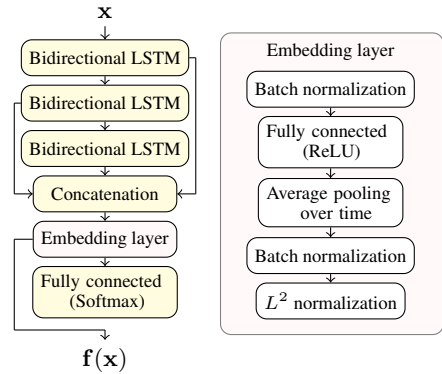 x
Bidirectional LSTM
Bidirectional LSTM
Bidirectional LSTM
Concatenation
Embedding layer
Fully connected
(Softmax)
f(x)
Embedding layer
Batch normalization
Fully connected
(ReLU)
Average pooling
over time
Batch normalization
L² normalization